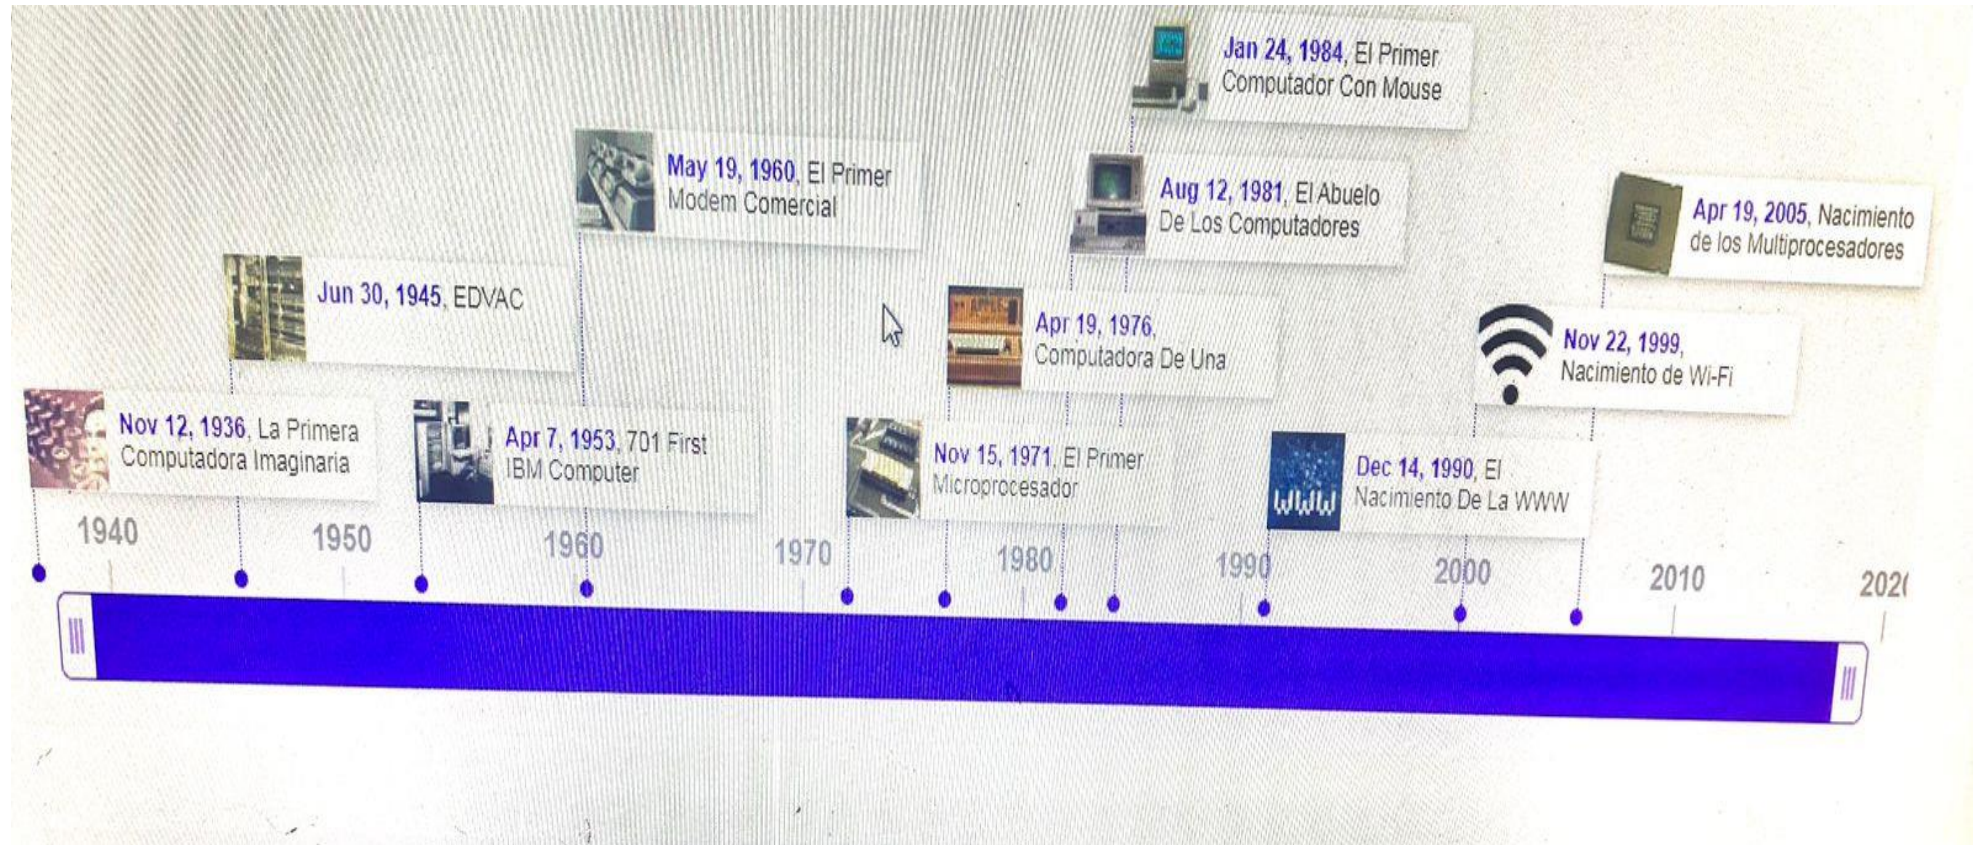 Jan 24, 1984, El Primer
Computador Con Mouse
May 19, 1960, El Primer
Modem Comercial
Aug 12, 1981, El Abuelo
De Los Computadores
Apr 19, 2005, Nacimiento
de los Multiprocesadores
Jun 30, 1945, EDVAC
Apr 19, 1976,
Computadora De Una
Nov 22, 1999,
Nacimiento de Wi-Fi
Nov 12, 1936, La Primera
Computadora Imaginaria
Apr 7, 1953, 701 First
IBM Computer
Nov 15, 1971, El Primer
Microprocesador
WWW
Dec 14, 1990, El
Nacimiento De La WWW
1940 1950 1960 1970 1980 1990 2000 2010 202